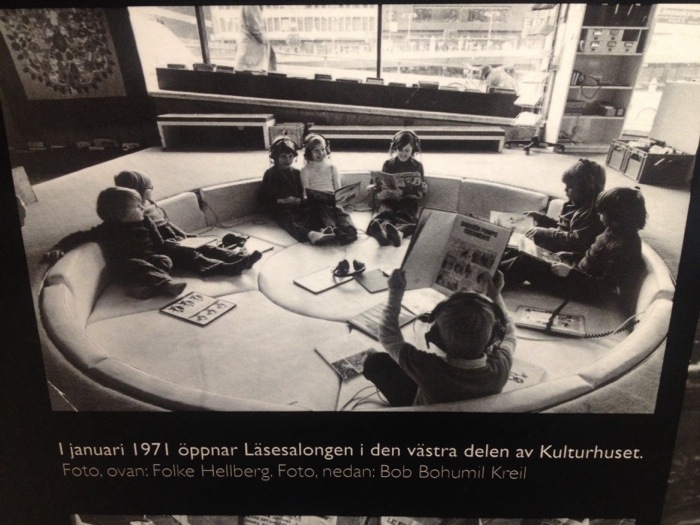 I januari 1971 öppnar Läsesalongen i den västra delen av Kulturhuset.
Foto, ovan: Folke Hellberg. Foto, nedan: Bob Bohumil Kreil